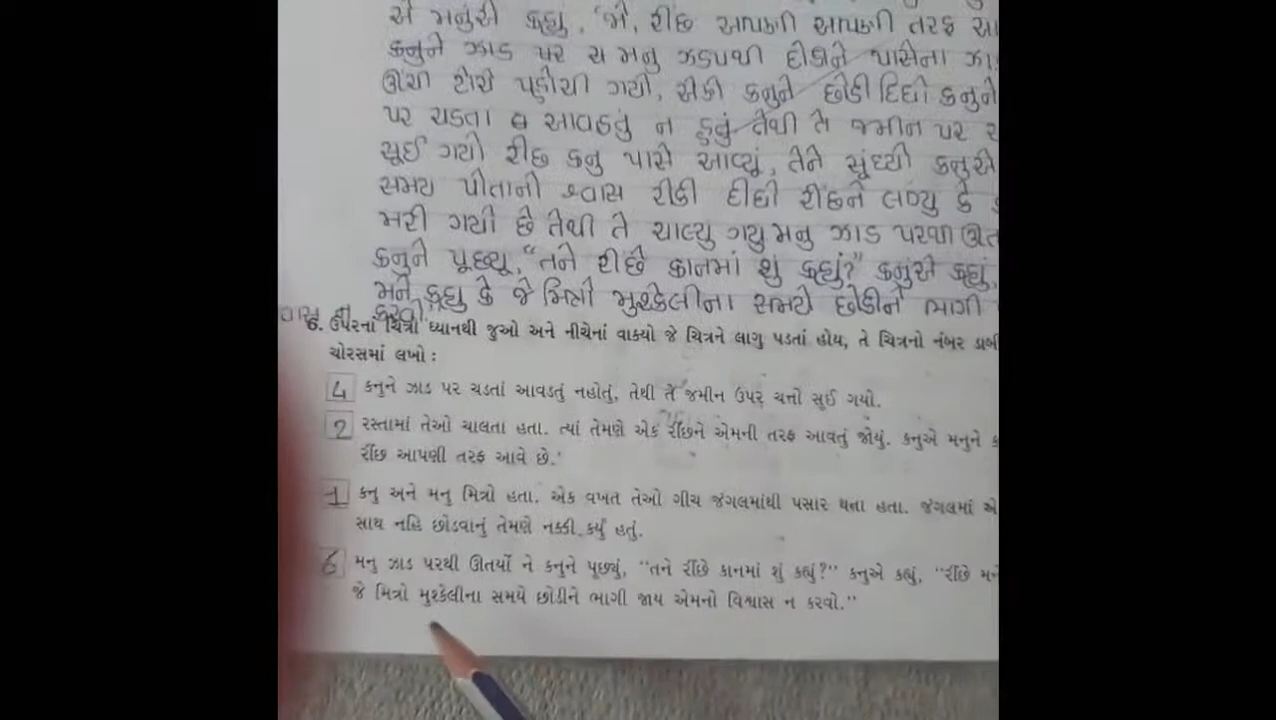 એ મનુએ કહ્યુ, "જો, રીછ આપણી આપણી તરફ
કનુને ઝાડ પર ચ મનુ ઝડપથી દોડીને પાસેના
ઊંચી ટોચે પહોચી ગયો, એકી કનુને છોડી દિધો કનુને
પર ચડતા આવડતું ન હતું તેથી તે જમીન પર
સૂઈ ગયો રીછ કનુ પાસે આવ્યું, તેને સૂંઘ્યો કનુએ
સમય પોતાનો શ્વાસ રોકી દીધો રીંછને લાગ્યુ કે
મરી ગયો છે તેથી તે ચાલ્યુ ગયુ મનુ ઝાડ પરથી
કનુને પૂછ્યૂ, "તને રીછે કાનમાં શું કહ્યું?" કનુએ કહ્યું,
મને કહ્યુ કે જે મિત્રો મુશ્કેલીના સમયે છોડીને ભાગી
કરવો.
6. ઉપરનાં ચિત્રો ધ્યાનથી જુઓ અને નીચેનાં વાક્યો જે ચિત્રને લાગુ પડતાં હોય, તે ચિત્રનો નંબર
ચોરસમાં લખો :
4 કનુને ઝાડ પર ચડતાં આવડતું નહોતું, તેથી તે જમીન ઉપર ચત્તો સૂઈ ગયો.
2 રસ્તામાં તેઓ ચાલતા હતા. ત્યાં તેમણે એક રીંછને એમની તરફ આવતું જોયું. કનુએ મનુને
રીંછ આપણી તરફ આવે છે.'
1 કનુ અને મનુ મિત્રો હતા. એક વખત તેઓ ગીચ જંગલમાંથી પસાર થતા હતા. જંગલમાં
સાથ નહિ છોડવાનું તેમણે નક્કી કર્યું હતું.
6 મનુ ઝાડ પરથી ઊતર્યો ને કનુને પૂછ્યું, "તને રીંછે કાનમાં શું કહ્યું?" કનુએ કહ્યું, "રીંછે
જે મિત્રો મુશ્કેલીના સમયે છોડીને ભાગી જાય એમનો વિશ્વાસ ન કરવો."